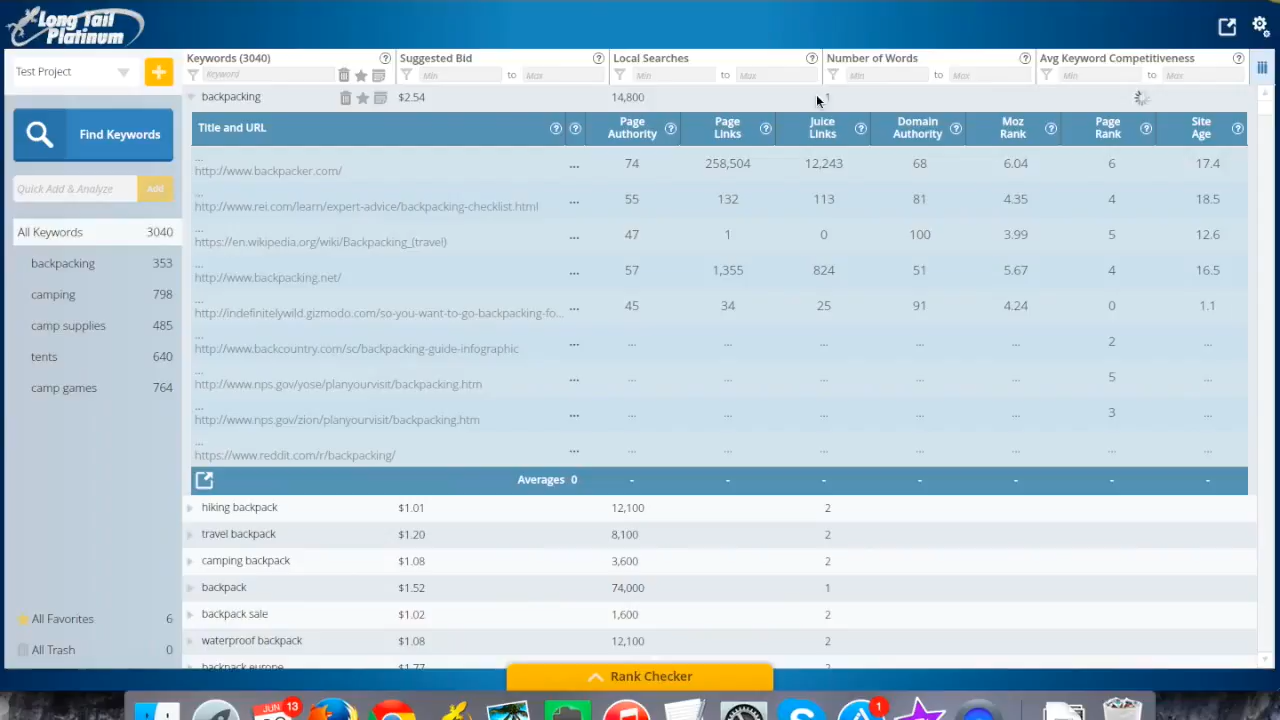 Long Tail
Platinum
Test Project
Keywords (3040) Suggested Bid Local Searches Number of Words Avg Keyword Competitiveness
Keyword Min to Max Min to Max Min to Max Min to Max
backpacking $2.54 14,800 1
Find Keywords
Quick Add & Analyze Add
All Keywords 3040
backpacking 353
camping 798
camp supplies 485
tents 640
camp games 764
All Favorites 6
All Trash 0
Title and URL Page Authority Page Links Juice Links Domain Authority Moz Rank Page Rank Site Age
...
http://www.backpacker.com/ ... 74 258,504 12,243 68 6.04 6 17.4
...
http://www.rei.com/learn/expert-advice/backpacking-checklist.html ... 55 132 113 81 4.35 4 18.5
...
https://en.wikipedia.org/wiki/Backpacking_(travel) ... 47 1 0 100 3.99 5 12.6
...
http://www.backpacking.net/ ... 57 1,355 824 51 5.67 4 16.5
...
http://indefinitelywild.gizmodo.com/so-you-want-to-go-backpacking-fo... ... 45 34 25 91 4.24 0 1.1
...
http://www.backcountry.com/sc/backpacking-guide-infographic ... ... ... ... ... ... 2 ...
...
http://www.nps.gov/yose/planyourvisit/backpacking.htm ... ... ... ... ... ... 5 ...
...
http://www.nps.gov/zion/planyourvisit/backpacking.htm ... ... ... ... ... ... 3 ...
...
https://www.reddit.com/r/backpacking/ ... ... ... ... ... ... ... ...
Averages 0 - - - - - - -
hiking backpack $1.01 12,100 2
travel backpack $1.20 8,100 2
camping backpack $1.08 3,600 2
backpack $1.52 74,000 1
backpack sale $1.02 1,600 2
waterproof backpack $1.08 12,100 2
backpack europe $1.77 2
Rank Checker
JUN 13
1